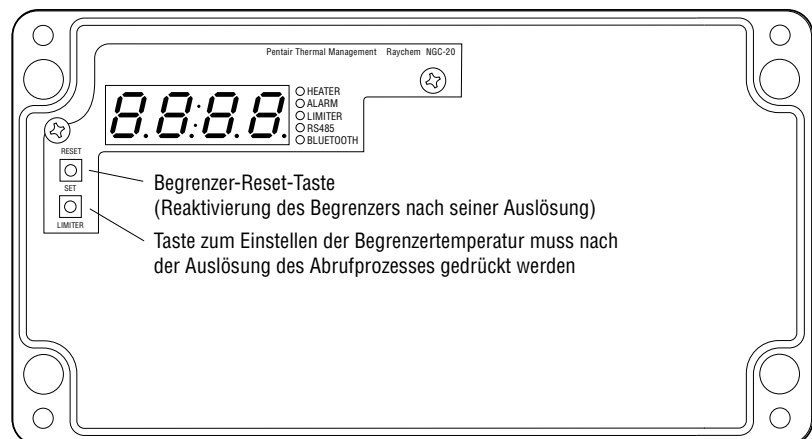 Pentair Thermal Management Raychem NGC-20
8.8:8.8.
HEATER
ALARM
LIMITER
RS485
BLUETOOTH
RESET
SET
LIMITER
Begrenzer-Reset-Taste
(Reaktivierung des Begrenzers nach seiner Auslösung)
Taste zum Einstellen der Begrenzertemperatur muss nach
der Auslösung des Abrufprozesses gedrückt werden